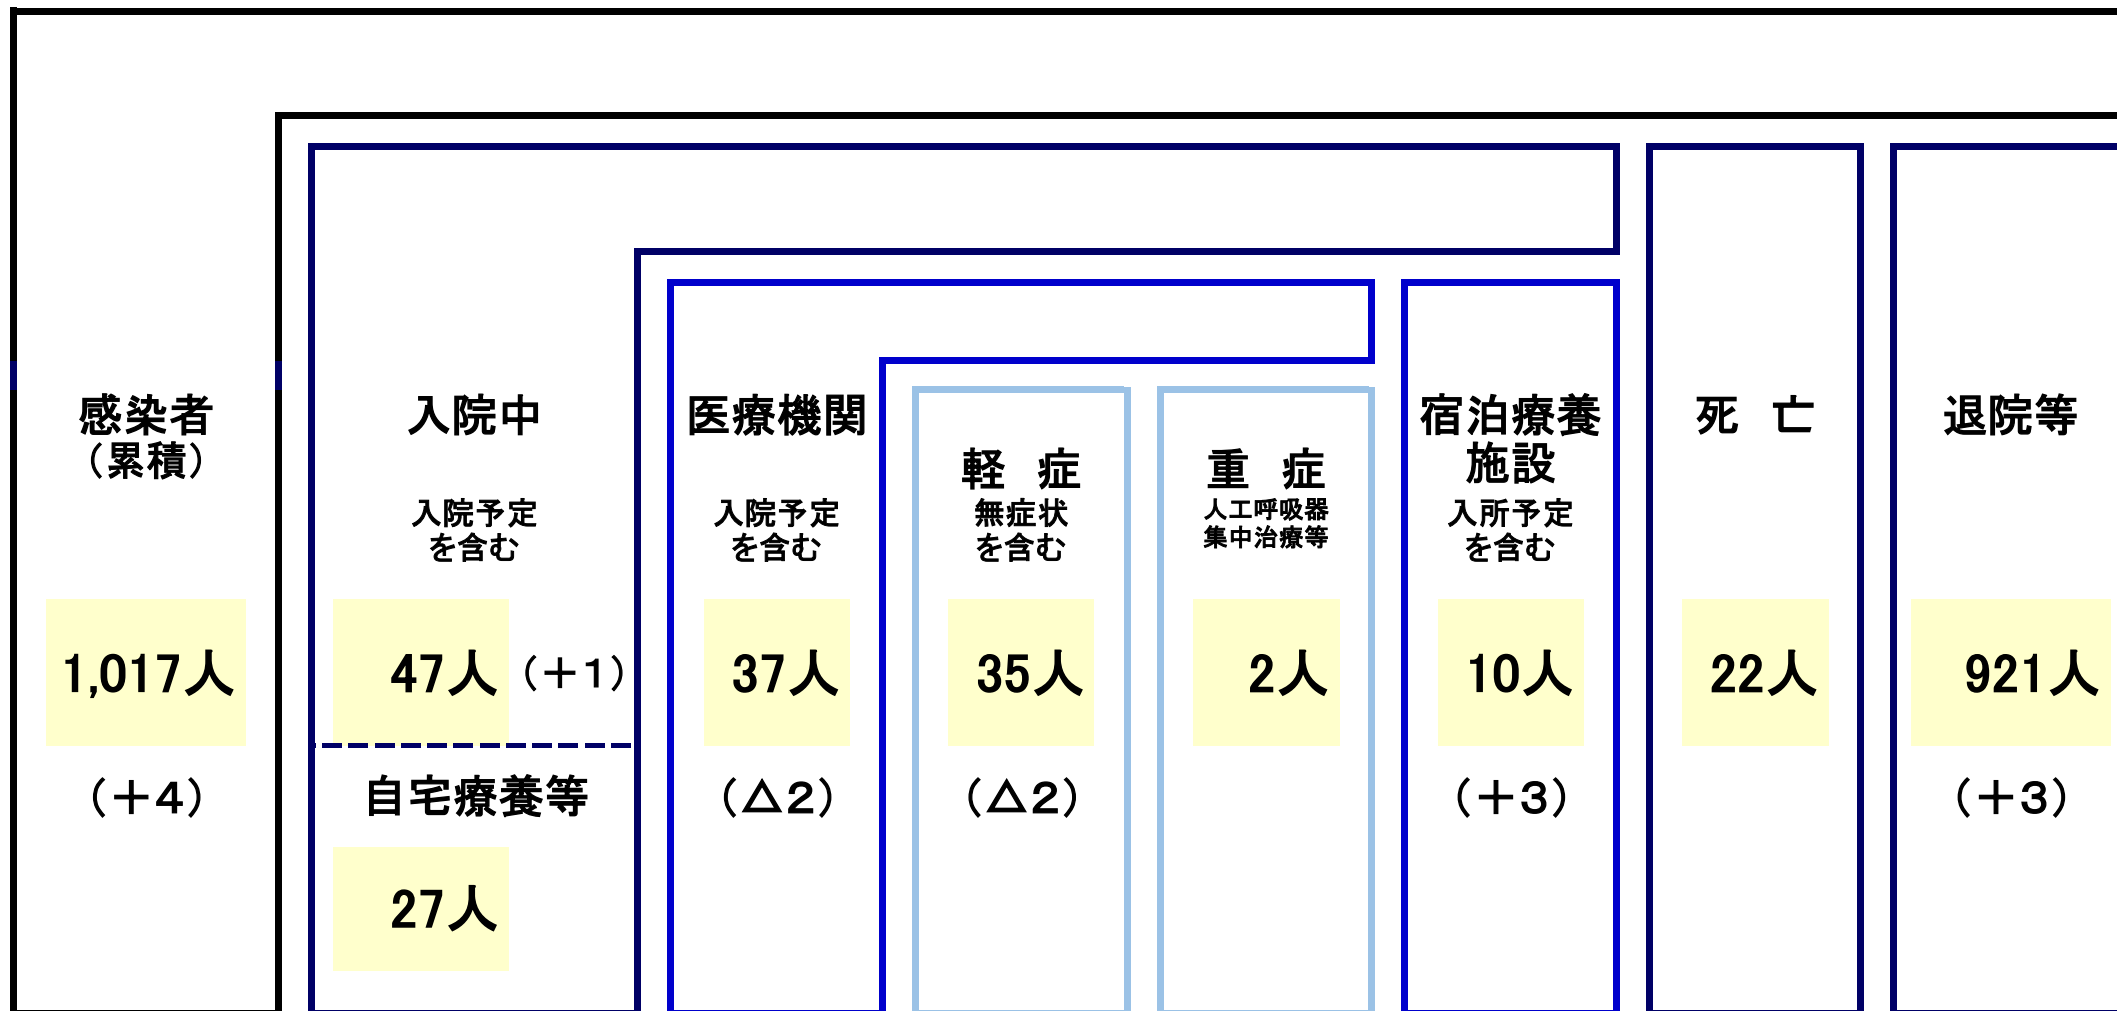 感染者
（累積）
1,017人
（＋4）
入院中
入院予定
を含む
47人 （＋1）
自宅療養等
27人
医療機関
入院予定
を含む
37人
（△2）
軽 症
無症状
を含む
35人
（△2）
重 症
人工呼吸器
集中治療等
2人
宿泊療養
施設
入所予定
を含む
10人
（＋3）
死 亡
22人
退院等
921人
（＋3）